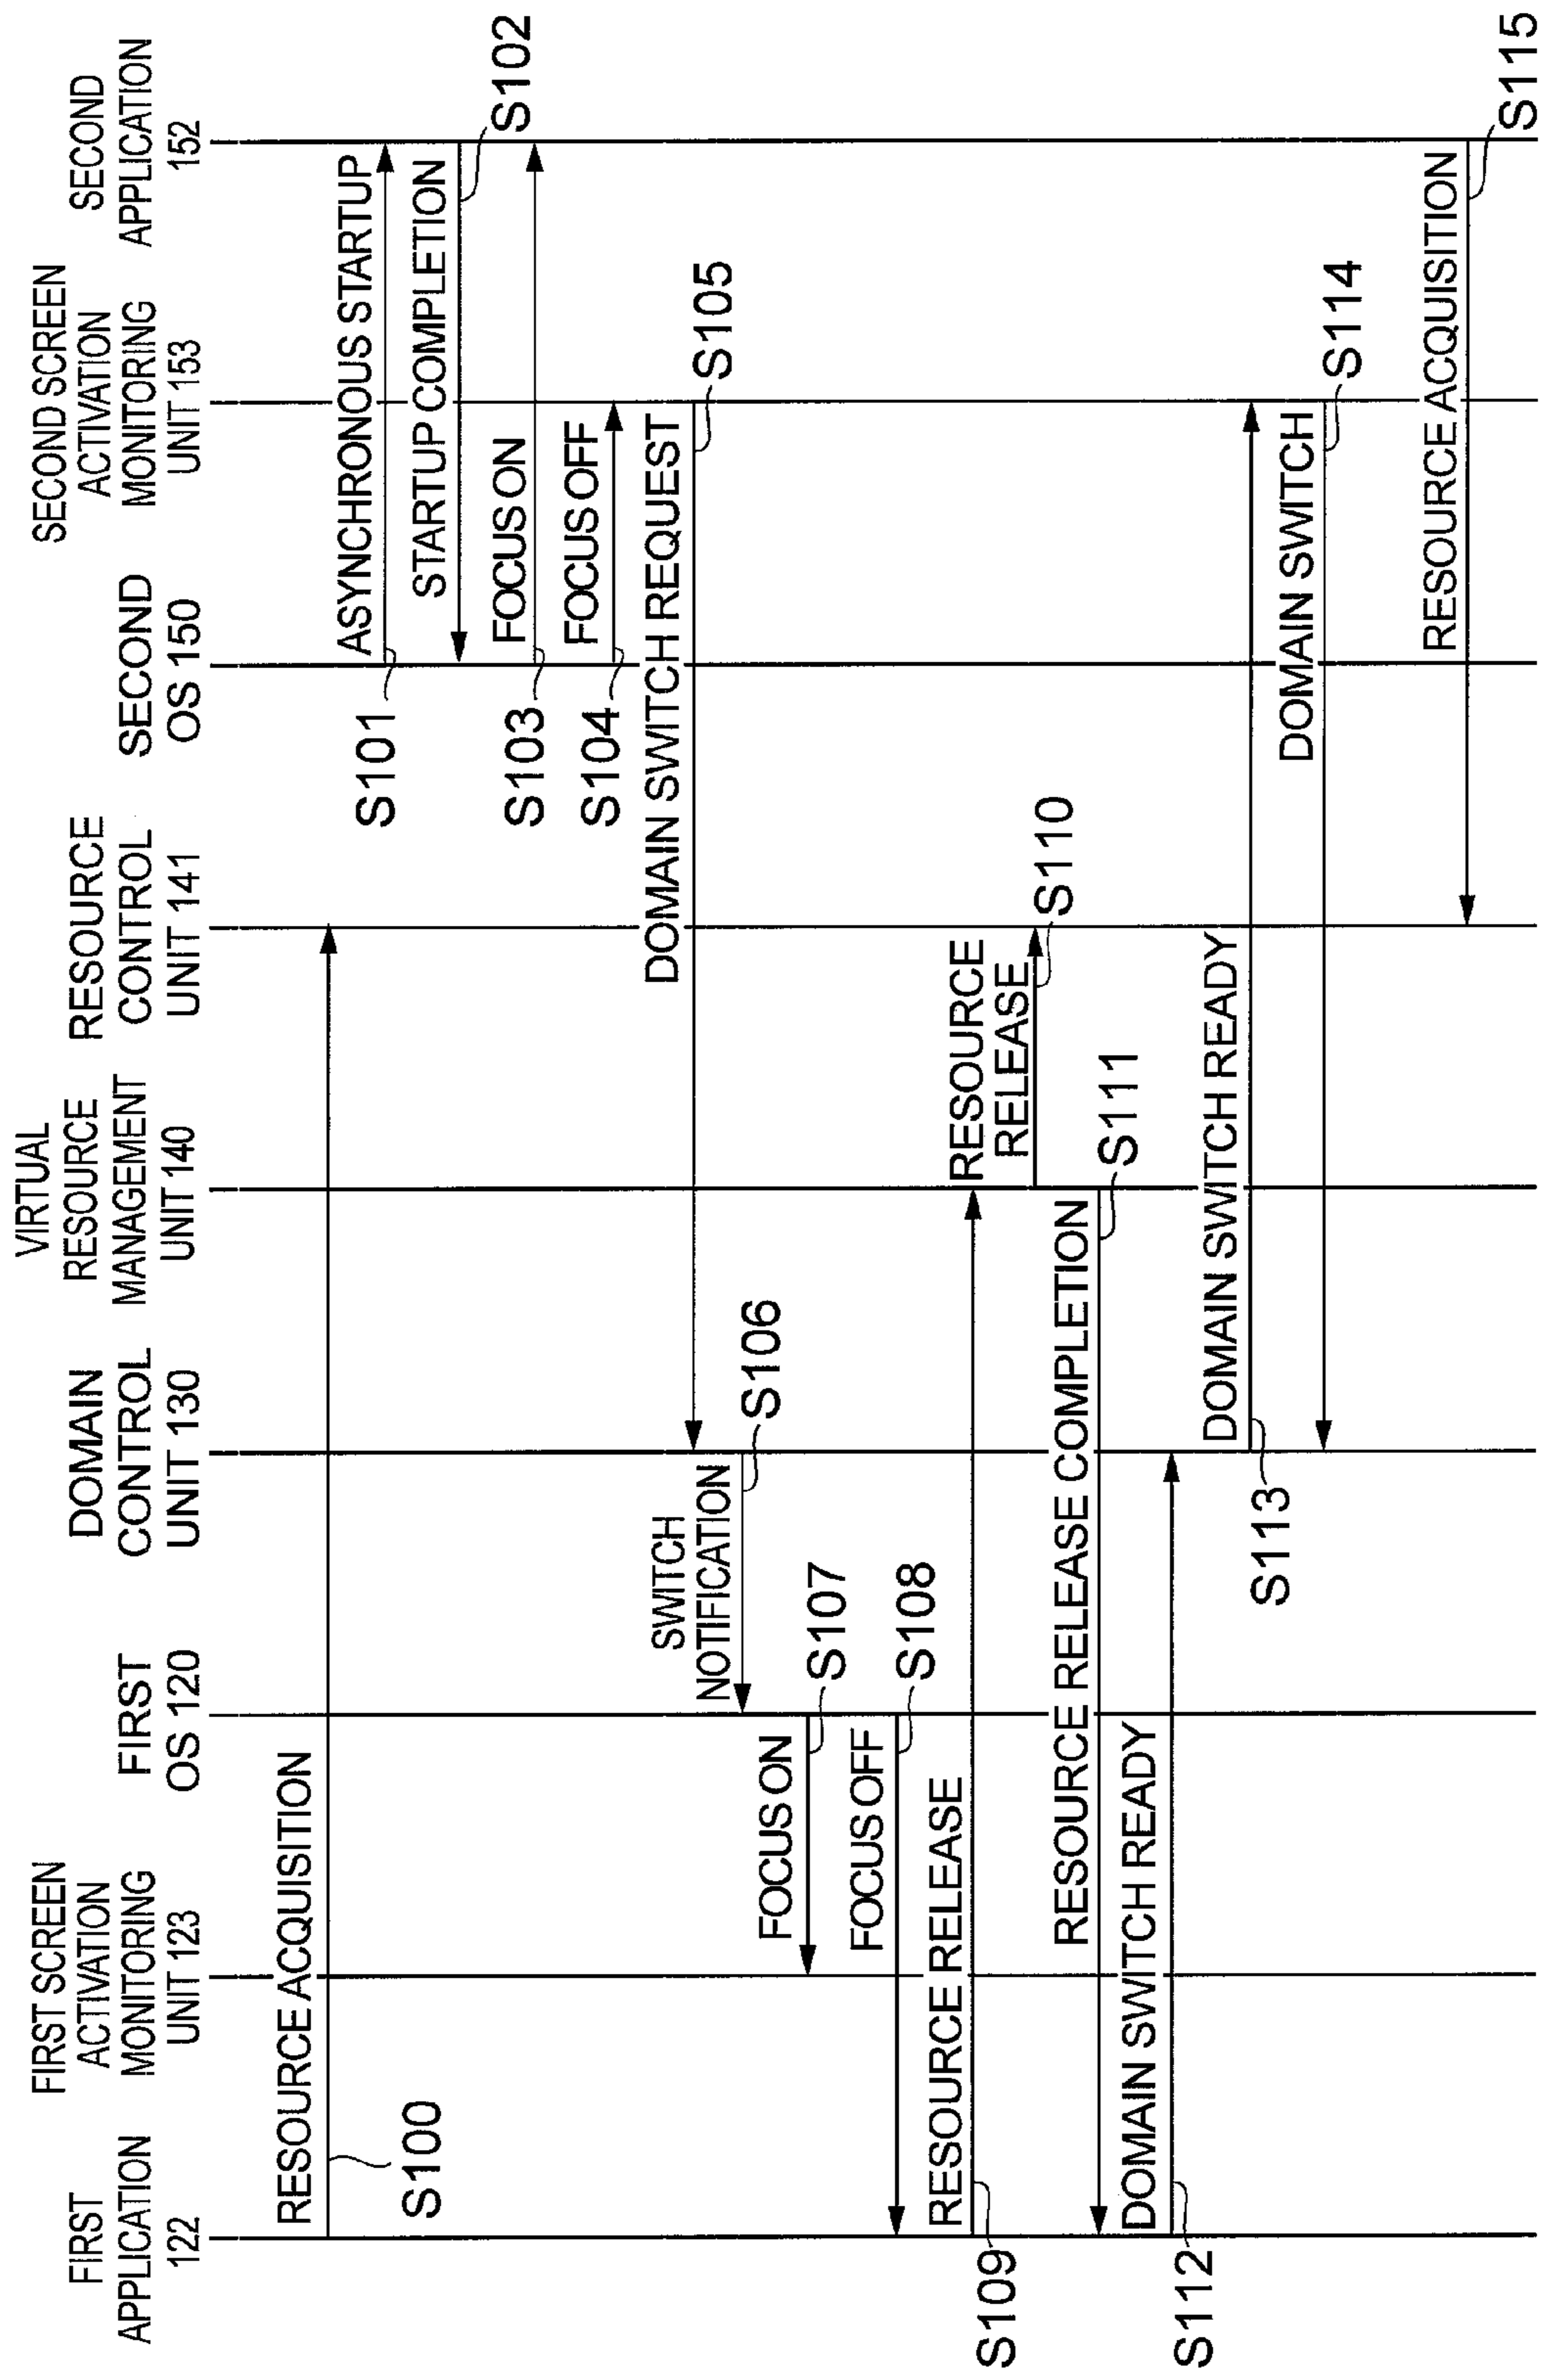 FIRST
APPLICATION
122
FIRST SCREEN
ACTIVATION
MONITORING
UNIT 123
FIRST
OS 120
DOMAIN
CONTROL
UNIT 130
VIRTUAL
RESOURCE
MANAGEMENT
UNIT 140
RESOURCE
CONTROL
UNIT 141
SECOND
OS 150
SECOND SCREEN
ACTIVATION
MONITORING
UNIT 153
SECOND
APPLICATION
152
RESOURCE ACQUISITION
S100
ASYNCHRONOUS STARTUP
S101
STARTUP COMPLETION
S102
FOCUS ON
S103
FOCUS OFF
S104
DOMAIN SWITCH REQUEST
S105
SWITCH
NOTIFICATION
S106
FOCUS ON
S107
FOCUS OFF
S108
RESOURCE RELEASE
S109
RESOURCE
RELEASE
S110
RESOURCE RELEASE COMPLETION
S111
DOMAIN SWITCH READY
S112
DOMAIN SWITCH READY
S113
DOMAIN SWITCH
S114
RESOURCE ACQUISITION
S115